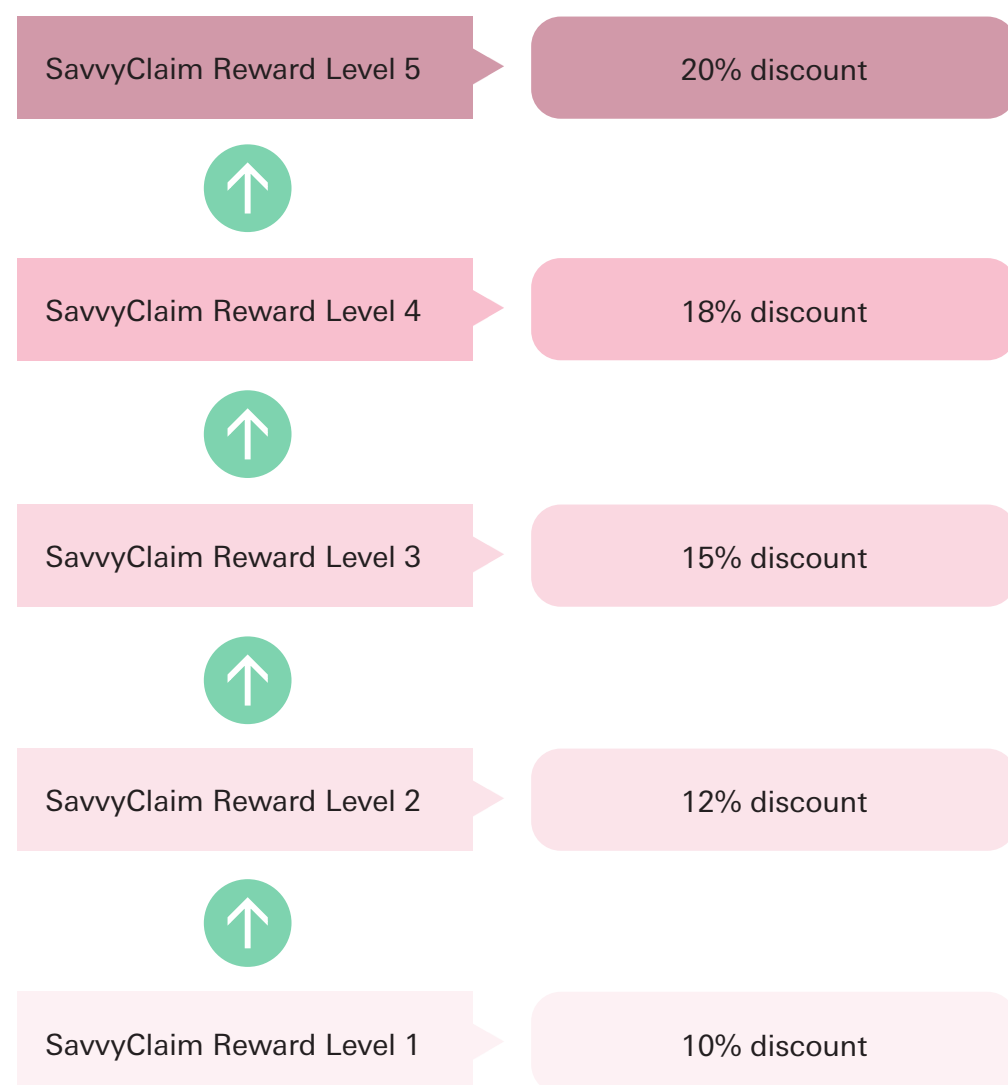 SavvyClaim Reward Level 5
20% discount
SavvyClaim Reward Level 4
18% discount
SavvyClaim Reward Level 3
15% discount
SavvyClaim Reward Level 2
12% discount
SavvyClaim Reward Level 1
10% discount